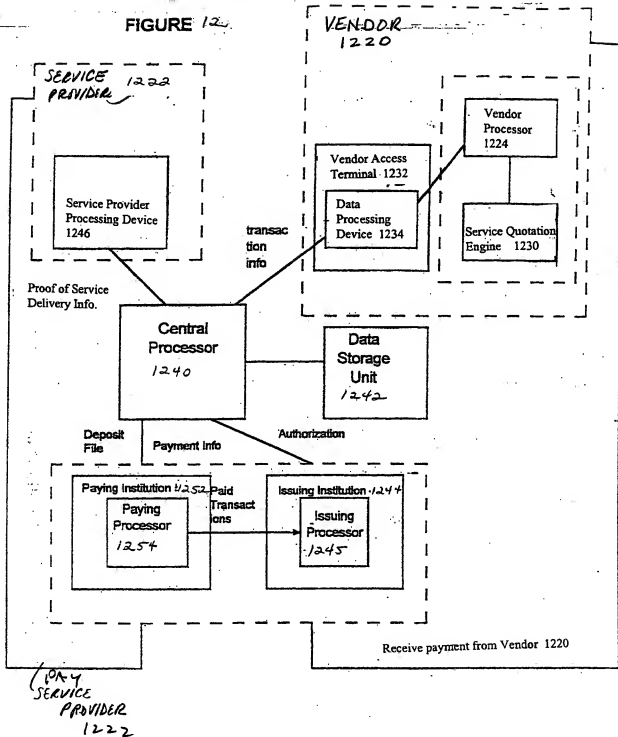 FIGURE 12
VENDOR
1220
SERVICE 1222
PROVIDER
Vendor
Processor
1224
Vendor Access
Terminal 1232
Data
Processing
Device 1234
Service Quotation
Engine 1230
Service Provider
Processing Device
1246
transac
tion
info
Proof of Service
Delivery Info.
Central
Processor
1240
Data
Storage
Unit
1242
Deposit
File
Payment Info
Authorization
Paying Institution 1252
Paid
Transact
ions
Issuing Institution 1244
Paying
Processor
1254
Issuing
Processor
1245
Receive payment from Vendor 1220
PAY
SERVICE
PROVIDER
1222